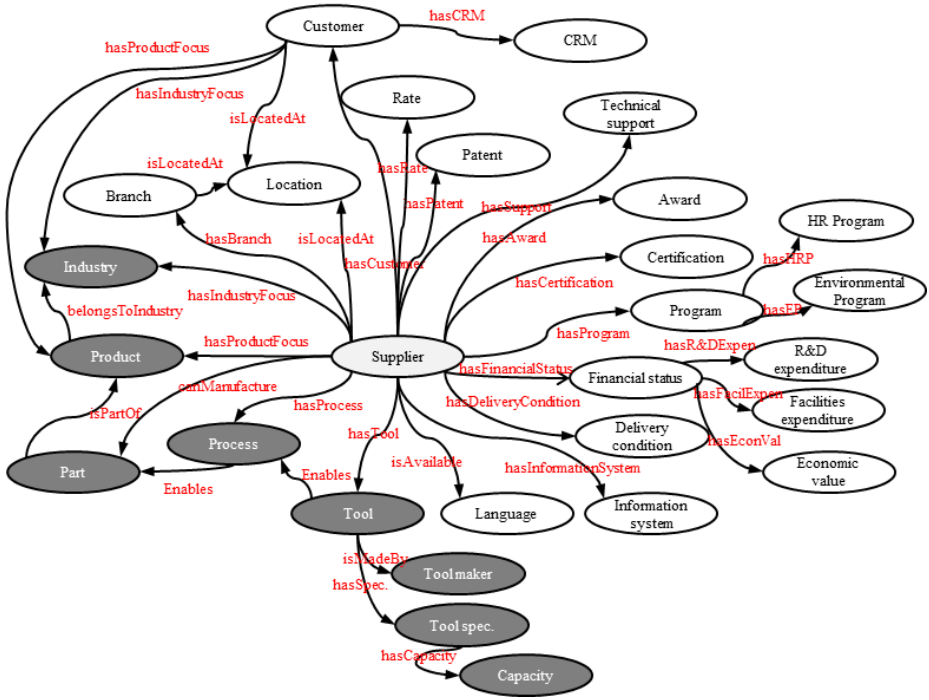 hasCRM
Customer
CRM
hasProductFocus
hasIndustryFocus
Rate
Technical
support
isLocatedAt
isLocatedAt
hasRate
Patent
Branch
Location
hasPatent
hasSupport
Award
HR Program
hasBranch
isLocatedAt
hasAward
hasCustomer
Certification
hasHRP
Industry
hasIndustryFocus
hasCertification
Environmental
Program
belongsToIndustry
Program
hasEP
hasProgram
hasProductFocus
hasR&DExpen
Product
Supplier
R&D
expenditure
hasFinancialStatus
Financial status
canManufacture
hasFacilExpen
isPartOf
hasProcess
hasDeliveryCondition
Facilities
expenditure
Process
hasTool
Delivery
condition
hasEconVal
isAvailable
Part
hasInformationSystem
Economic
value
Enables
Enables
Tool
Language
Information
system
isMadeBy
Tool maker
hasSpec.
Tool spec.
hasCapacity
Capacity